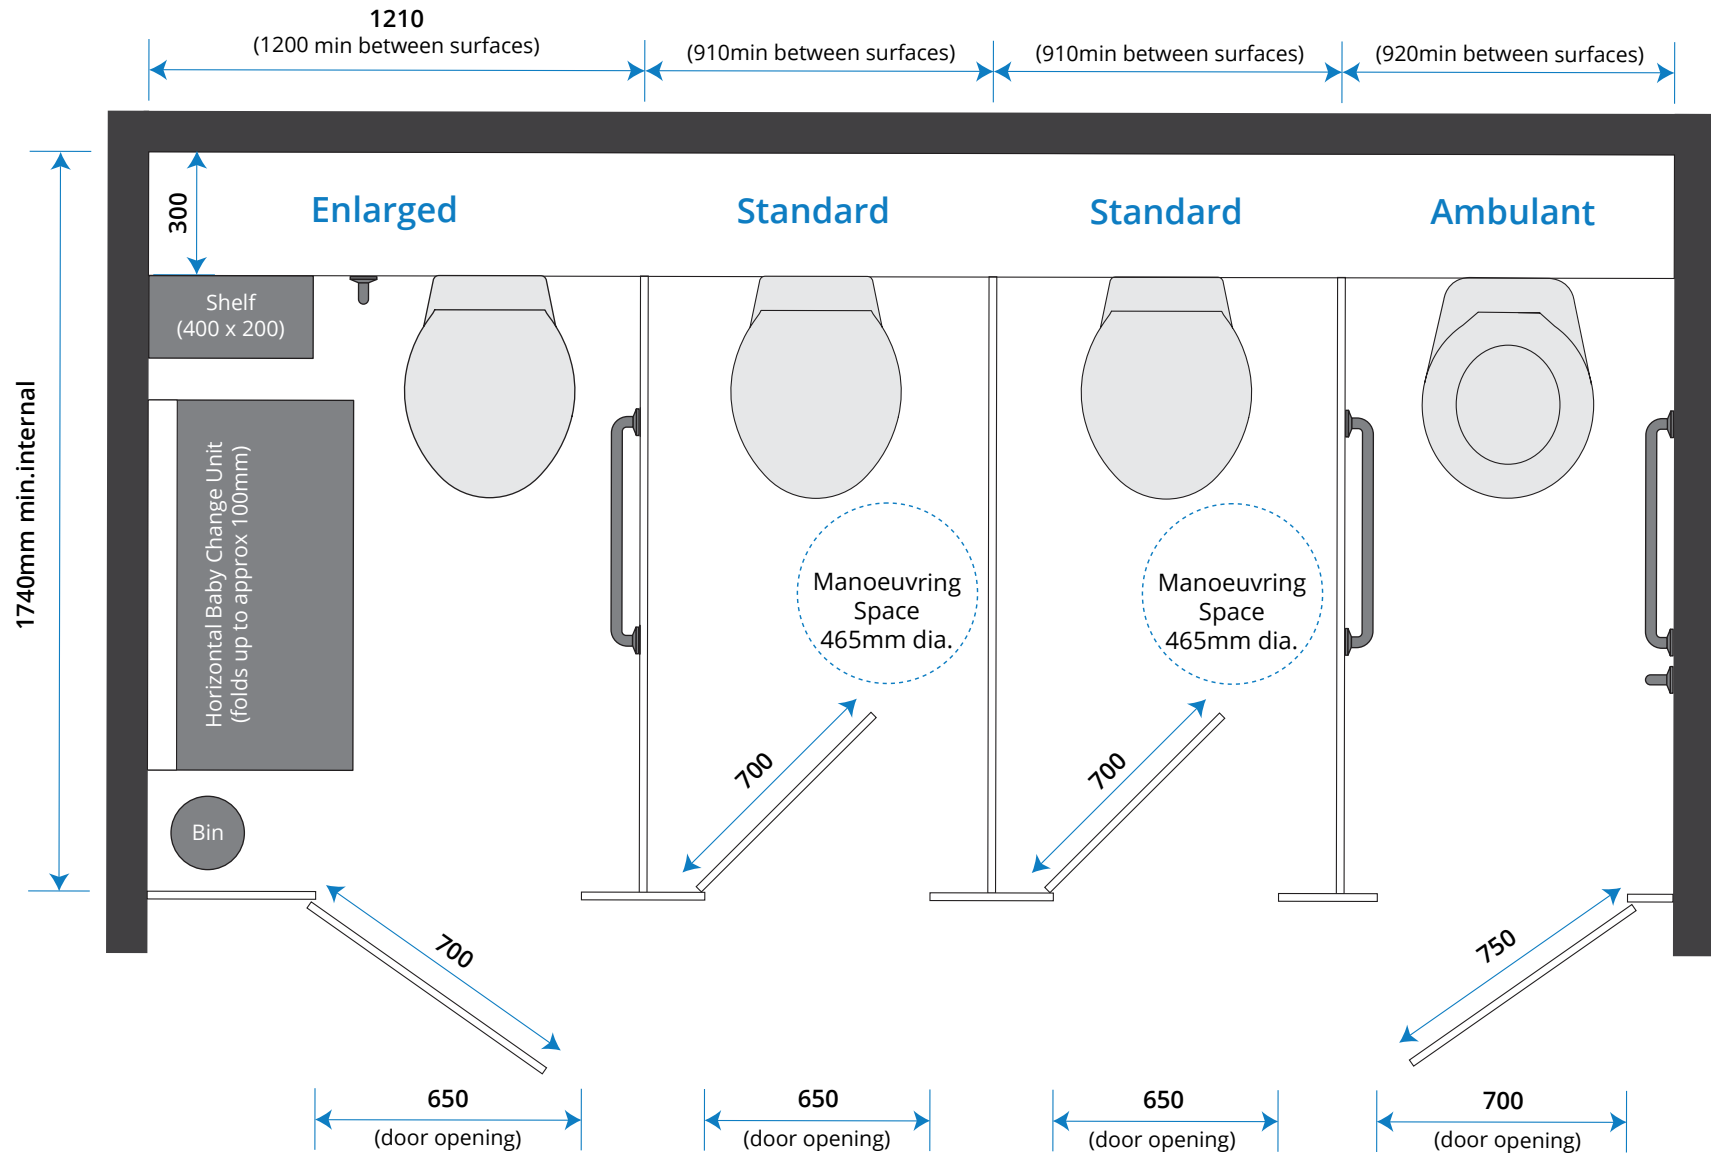 1210
(1200 min between surfaces)
(910min between surfaces)
(910min between surfaces)
(920min between surfaces)
300
Enlarged
Standard
Standard
Ambulant
Shelf
(400 x 200)
1740mm min.internal
Horizontal Baby Change Unit
(folds up to approx 100mm)
Manoeuvring
Space
465mm dia.
Manoeuvring
Space
465mm dia.
700
700
Bin
700
750
650
(door opening)
650
(door opening)
650
(door opening)
700
(door opening)